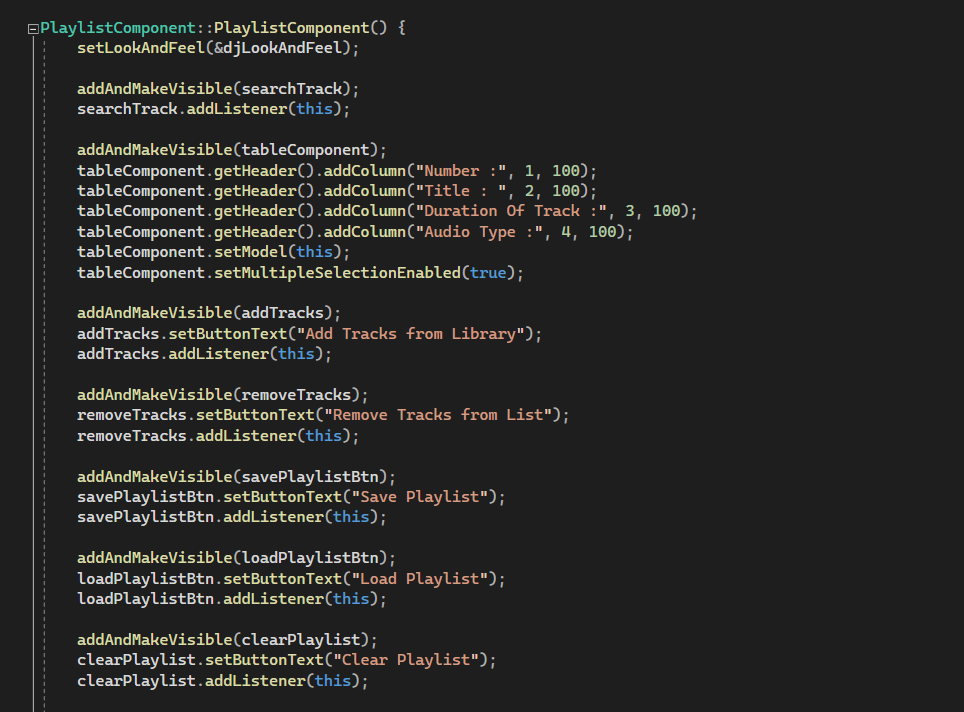 PlaylistComponent::PlaylistComponent() {
setLookAndFeel(&djLookAndFeel);
addAndMakeVisible(searchTrack);
searchTrack.addListener(this);
addAndMakeVisible(tableComponent);
tableComponent.getHeader().addColumn("Number :", 1, 100);
tableComponent.getHeader().addColumn("Title : ", 2, 100);
tableComponent.getHeader().addColumn("Duration Of Track :", 3, 100);
tableComponent.getHeader().addColumn("Audio Type :", 4, 100);
tableComponent.setModel(this);
tableComponent.setMultipleSelectionEnabled(true);
addAndMakeVisible(addTracks);
addTracks.setButtonText("Add Tracks from Library");
addTracks.addListener(this);
addAndMakeVisible(removeTracks);
removeTracks.setButtonText("Remove Tracks from List");
removeTracks.addListener(this);
addAndMakeVisible(savePlaylistBtn);
savePlaylistBtn.setButtonText("Save Playlist");
savePlaylistBtn.addListener(this);
addAndMakeVisible(loadPlaylistBtn);
loadPlaylistBtn.setButtonText("Load Playlist");
loadPlaylistBtn.addListener(this);
addAndMakeVisible(clearPlaylist);
clearPlaylist.setButtonText("Clear Playlist");
clearPlaylist.addListener(this);